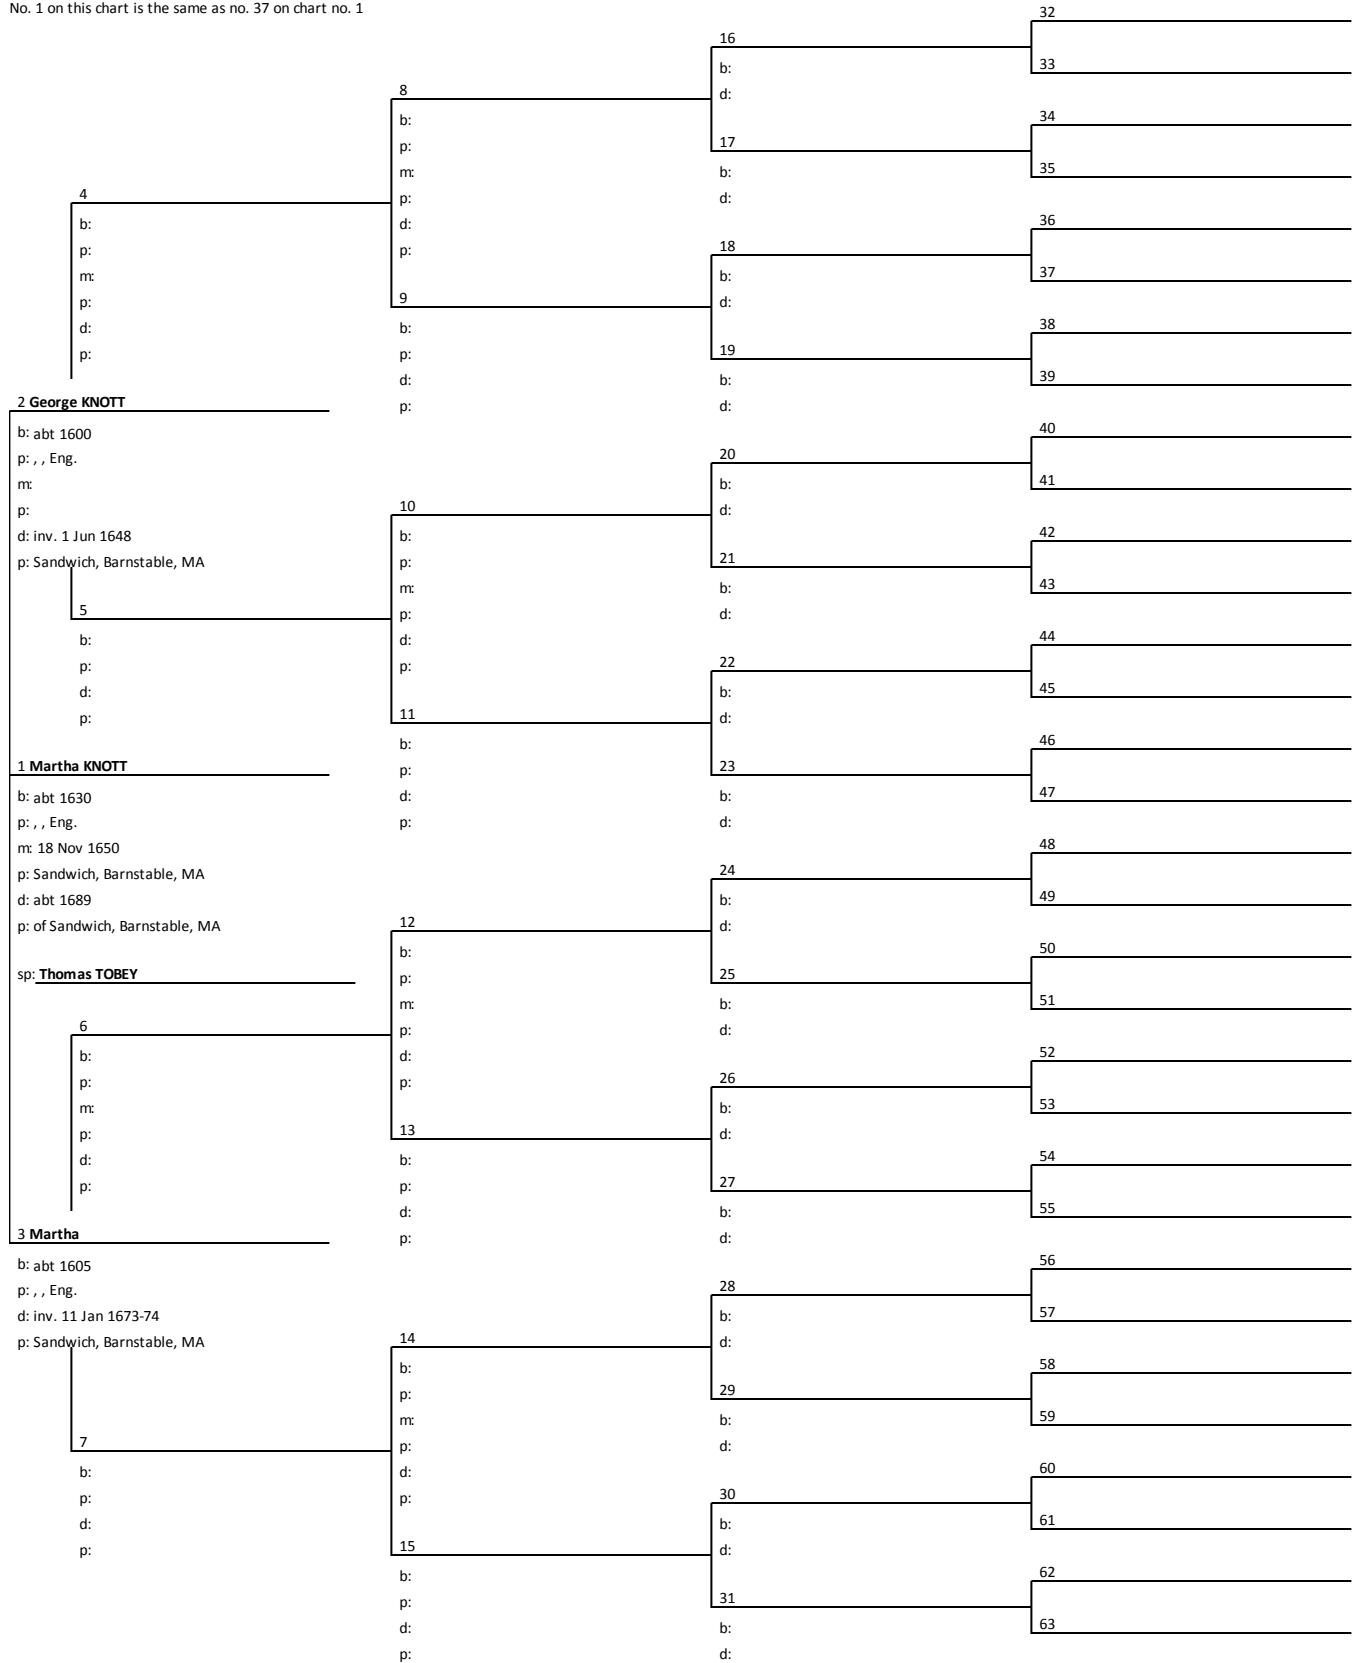 No. 1 on this chart is the same as no. 37 on chart no. 1
4
b:
p:
m:
p:
d:
p:
2 George KNOTT
b: abt 1600
p: , , Eng.
m:
p:
d: inv. 1 Jun 1648
p: Sandwich, Barnstable, MA
5
b:
p:
d:
p:
1 Martha KNOTT
b: abt 1630
p: , , Eng.
m: 18 Nov 1650
p: Sandwich, Barnstable, MA
d: abt 1689
p: of Sandwich, Barnstable, MA
sp: Thomas TOBEY
6
b:
p:
m:
p:
d:
p:
3 Martha
b: abt 1605
p: , , Eng.
d: inv. 11 Jan 1673-74
p: Sandwich, Barnstable, MA
7
b:
p:
d:
p:
8
b:
p:
m:
p:
d:
p:
9
b:
p:
d:
p:
10
b:
p:
m:
p:
d:
p:
11
b:
p:
d:
p:
12
b:
p:
m:
p:
d:
p:
13
b:
p:
d:
p:
14
b:
p:
m:
p:
d:
p:
15
b:
p:
d:
p:
16
b:
d:
17
b:
d:
18
b:
d:
19
b:
d:
20
b:
d:
21
b:
d:
22
b:
d:
23
b:
d:
24
b:
d:
25
b:
d:
26
b:
d:
27
b:
d:
28
b:
d:
29
b:
d:
30
b:
d:
31
b:
d:
32
33
34
35
36
37
38
39
40
41
42
43
44
45
46
47
48
49
50
51
52
53
54
55
56
57
58
59
60
61
62
63